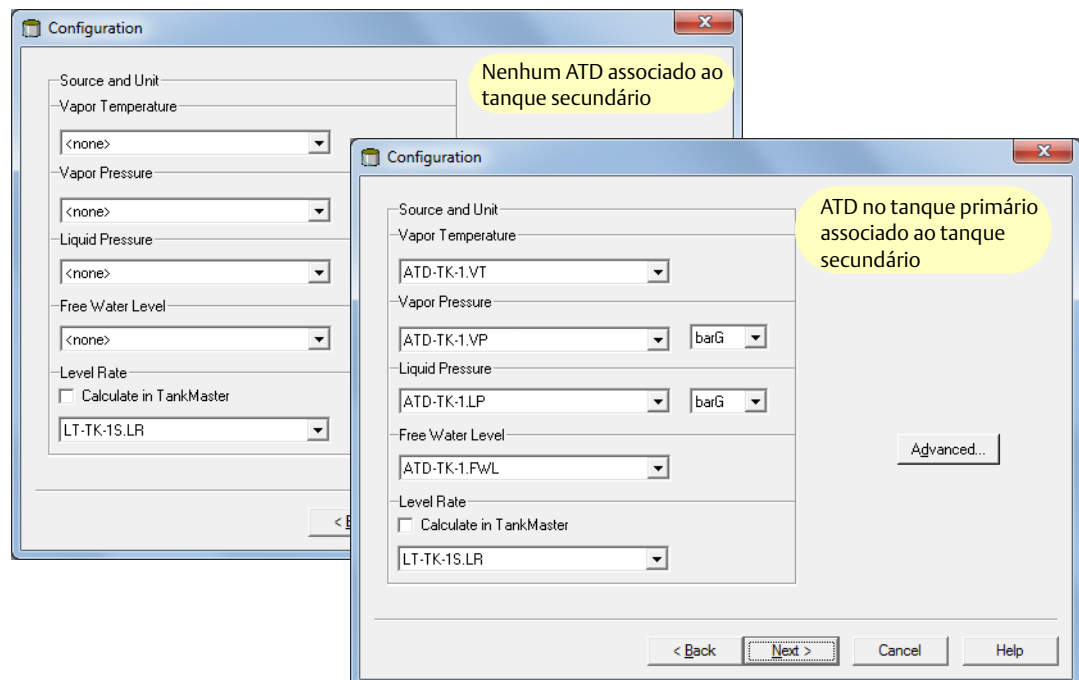 Configuration
Nenhum ATD associado ao
tanque secundário
Source and Unit
Vapor Temperature
<none>
Vapor Pressure
<none>
Liquid Pressure
<none>
Free Water Level
<none>
Level Rate
Calculate in TankMaster
LT-TK-1S.LR
Configuration
ATD no tanque primário
associado ao tanque
secundário
Source and Unit
Vapor Temperature
ATD-TK-1.VT
Vapor Pressure
ATD-TK-1.VP barG
Liquid Pressure
ATD-TK-1.LP barG
Free Water Level
ATD-TK-1.FWL
Advanced...
Level Rate
Calculate in TankMaster
LT-TK-1S.LR
< Back Next > Cancel Help